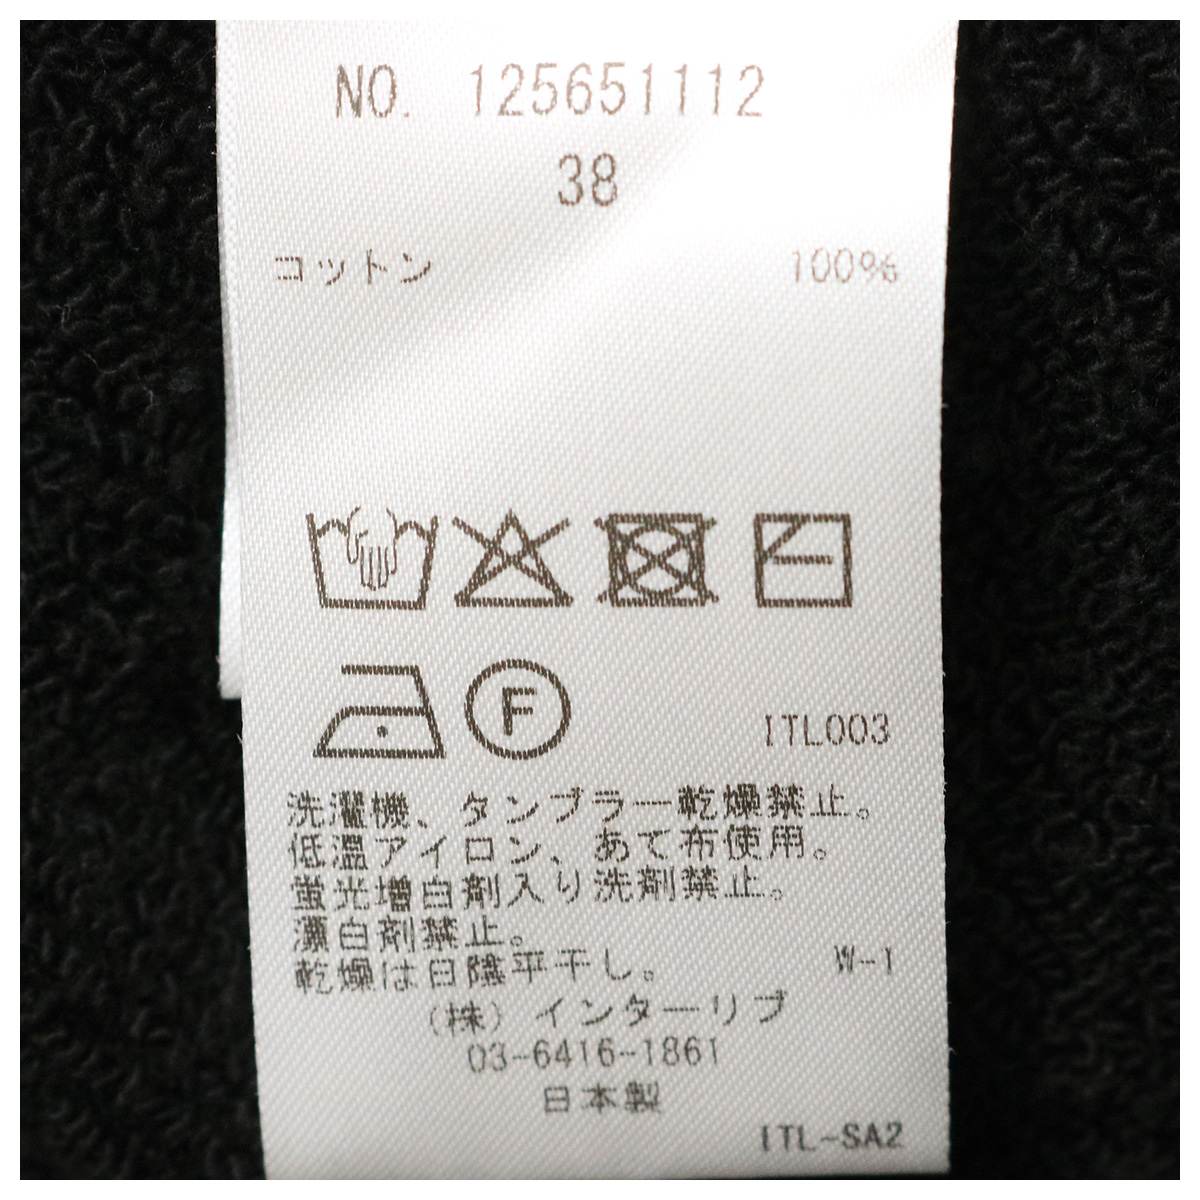 NO. 125651112
38
コットン 100%
F
ITL003
洗濯機、タンブラー乾燥禁止。
低温アイロン、あて布使用。
蛍光増白剤入り洗剤禁止。
漂白剤禁止。
乾燥は日陰平干し。 W-1
(株) インターリブ
03-6416-1861
日本製
ITL-SA2